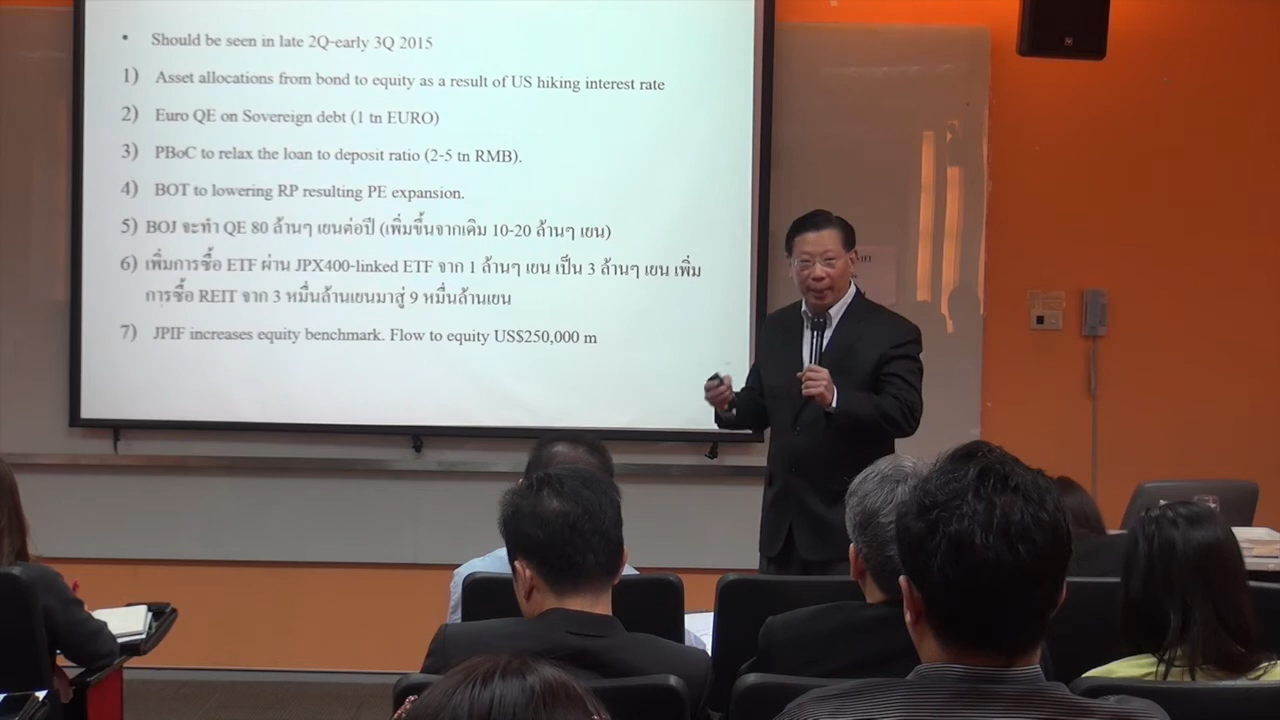 • Should be seen in late 2Q-early 3Q 2015
1) Asset allocations from bond to equity as a result of US hiking interest rate
2) Euro QE on Sovereign debt (1 tn EURO)
3) PBoC to relax the loan to deposit ratio (2-5 tn RMB).
4) BOT to lowering RP resulting PE expansion.
5) BOJ จะทำ QE 80 ล้านๆ เยนต่อปี (เพิ่มขึ้นจากเดิม 10-20 ล้านๆ เยน)
6) เพิ่มการซื้อ ETF ผ่าน JPX400-linked ETF จาก 1 ล้านๆ เยน เป็น 3 ล้านๆ เยน เพิ่ม
การซื้อ REIT จาก 3 หมื่นล้านเยนมาสู่ 9 หมื่นล้านเยน
7) JPIF increases equity benchmark. Flow to equity US$250,000 m